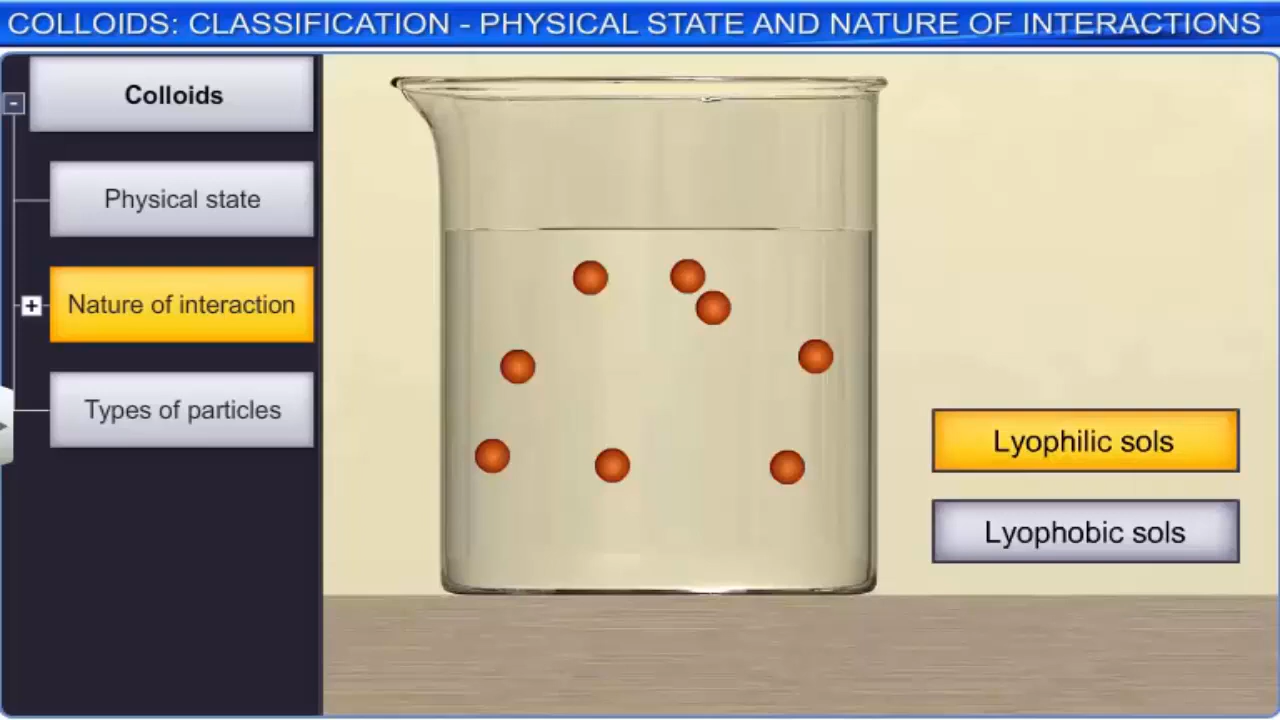 COLLOIDS: CLASSIFICATION - PHYSICAL STATE AND NATURE OF INTERACTIONS
Colloids
Physical state
Nature of interaction
Types of particles
Lyophilic sols
Lyophobic sols